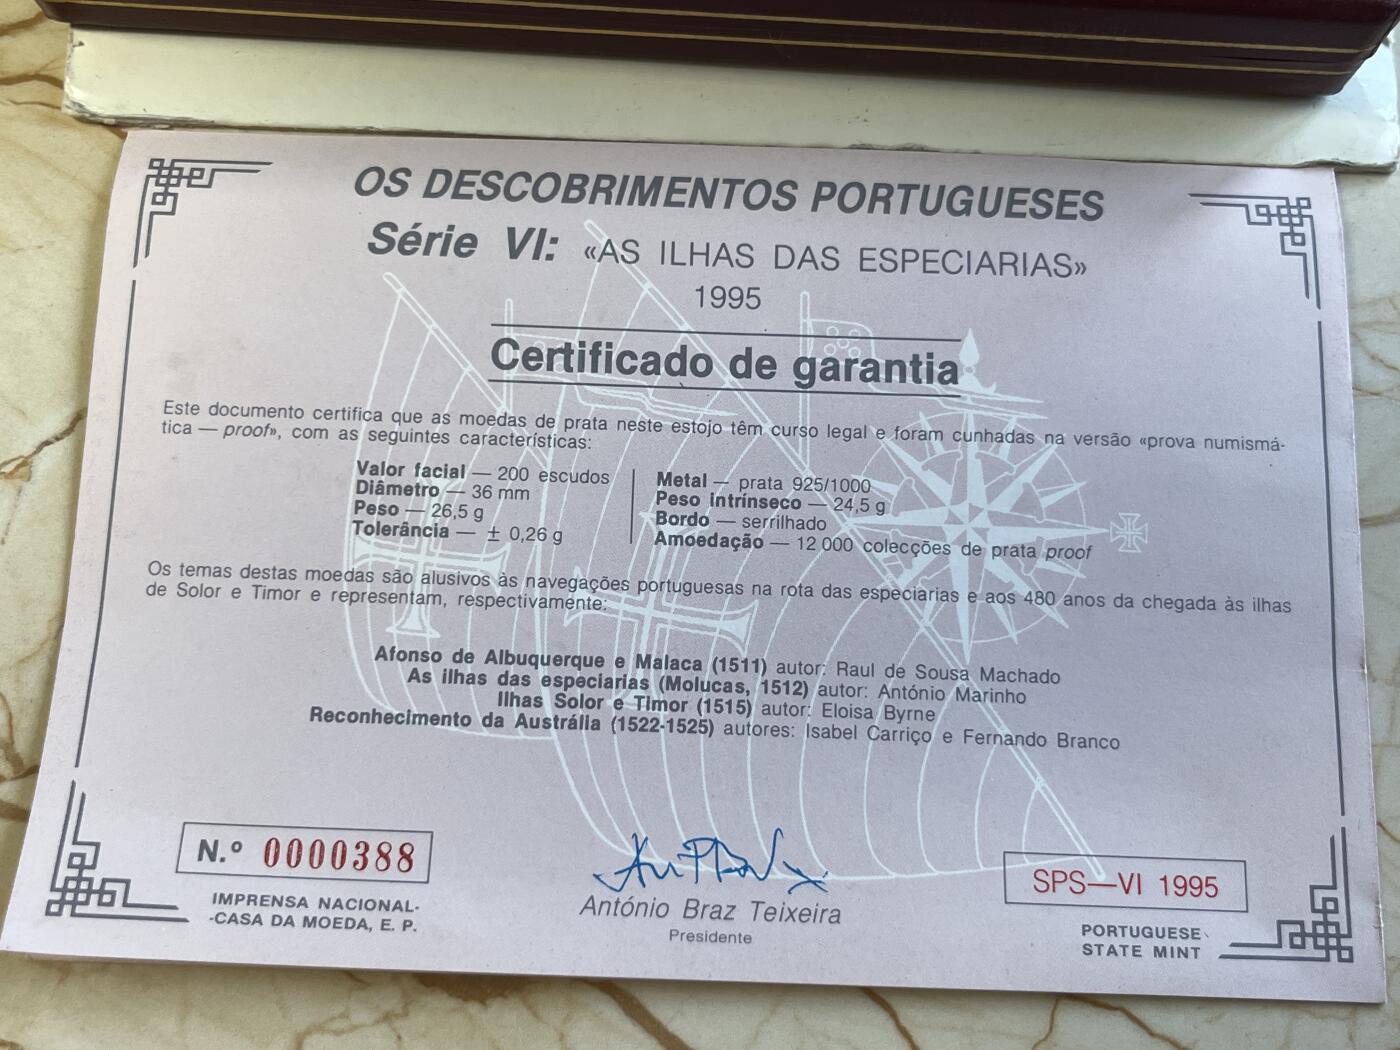 OS DESCOBRIMENTOS PORTUGUESES
Série VI: «AS ILHAS DAS ESPECIARIAS»
1995
Certificado de garantia
Este documento certifica que as moedas de prata neste estojo têm curso legal e foram cunhadas na versão «prova numismá-
tica — proof», com as seguintes características:
Valor facial — 200 escudos
Diâmetro — 36 mm
Peso — 26,5 g
Tolerância — ± 0,26 g
Metal — prata 925/1000
Peso intrínseco — 24,5 g
Bordo — serrilhado
Amoedação — 12 000 colecções de prata proof
Os temas destas moedas são alusivos às navegações portuguesas na rota das especiarias e aos 480 anos da chegada às ilhas
de Solor e Timor e representam, respectivamente:
Afonso de Albuquerque e Malaca (1511) autor: Raul de Sousa Machado
As ilhas das especiarias (Molucas, 1512) autor: António Marinho
Ilhas Solor e Timor (1515) autor: Eloisa Byrne
Reconhecimento da Austrália (1522-1525) autores: Isabel Carriço e Fernando Branco
N.º 0000388
IMPRENSA NACIONAL-
-CASA DA MOEDA, E. P.
António Braz Teixeira
Presidente
SPS—VI 1995
PORTUGUESE
STATE MINT